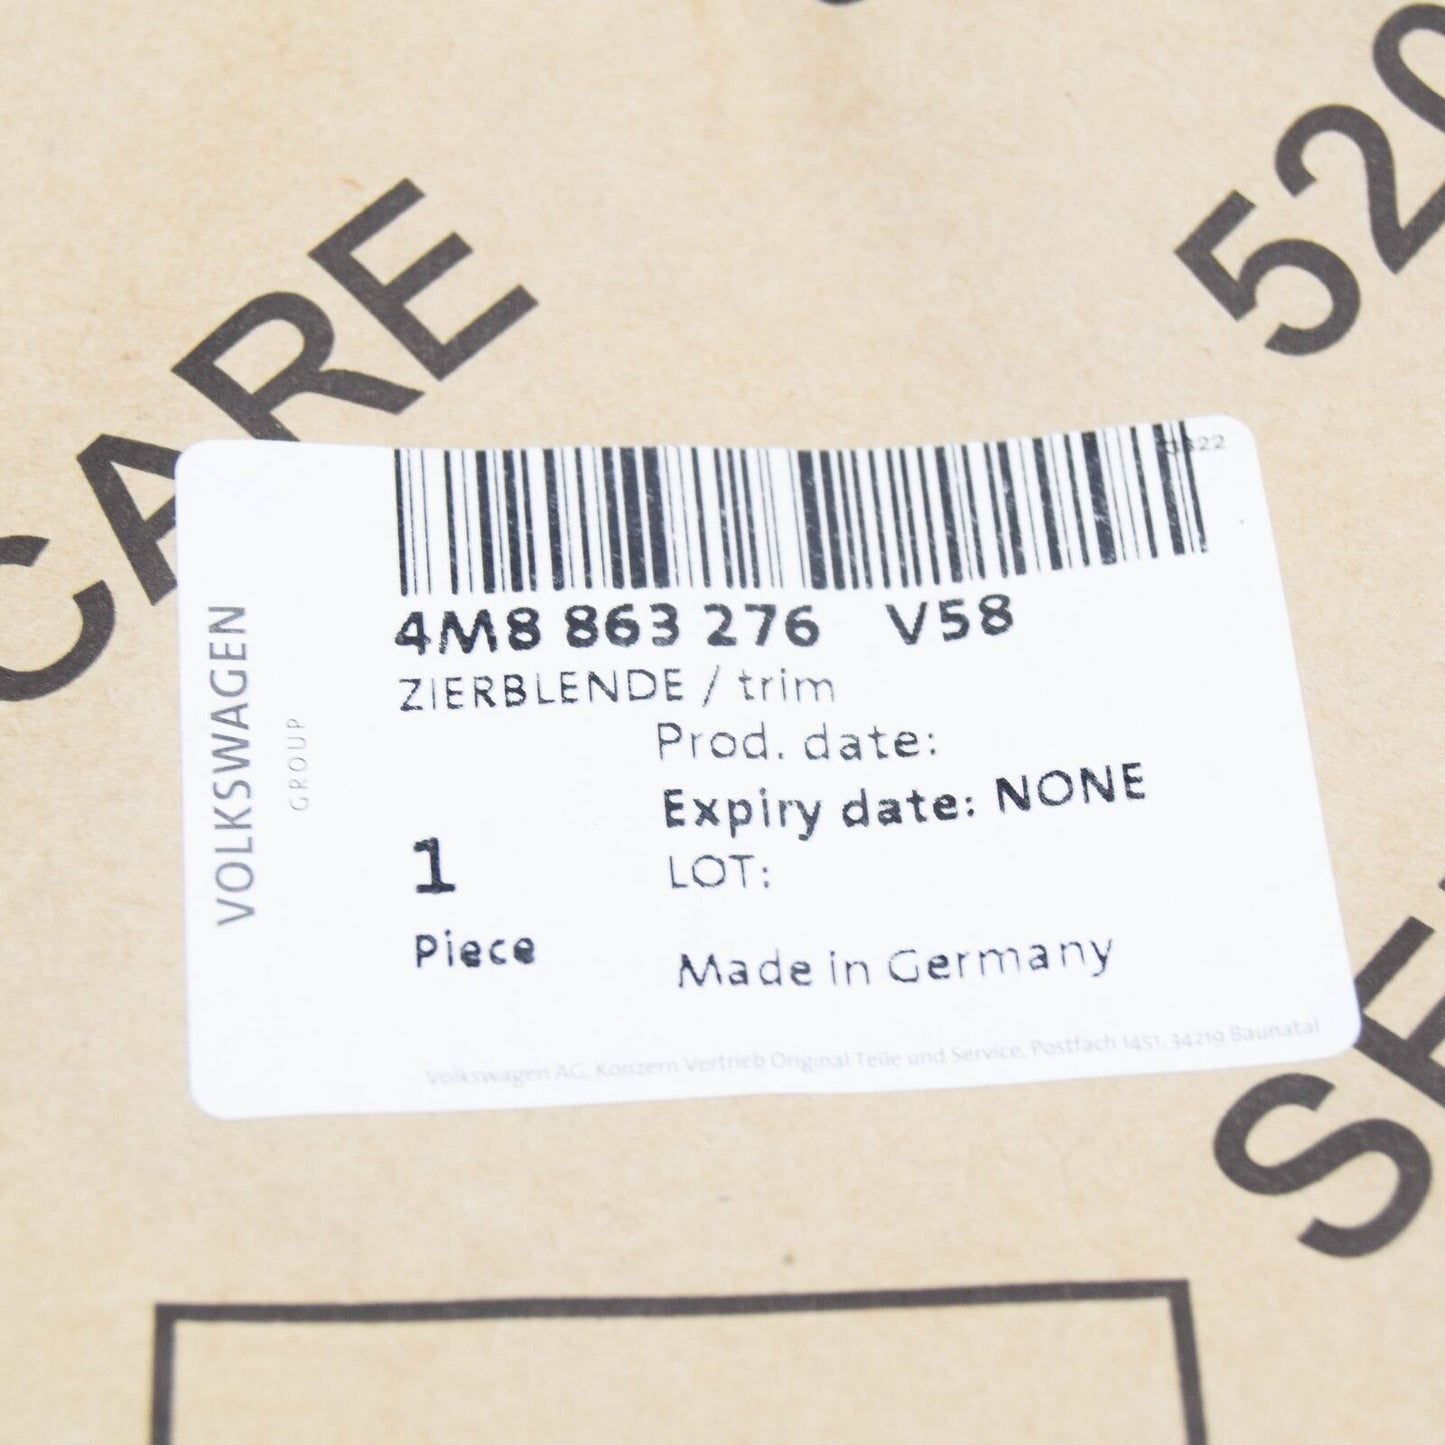 CARE
520
4M8 863 276 V58
ZIERBLENDE / trim
Prod. date:
Expiry date: NONE
LOT:
1
Piece
Made in Germany
VOLKSWAGEN
GROUP
Volkswagen AG, Konzern Vertrieb Original Teile und Service, Postfach 1451, 34219 Baunatal
SE